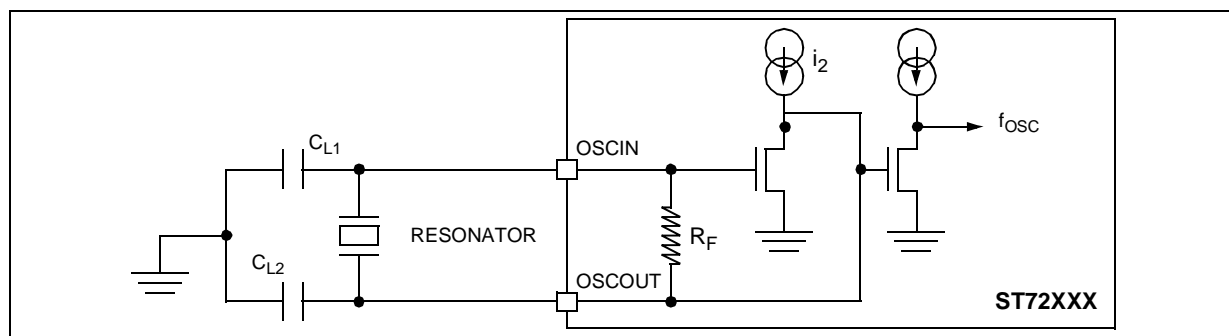 i2
fOSC
CL1
OSCIN
RESONATOR
RF
CL2
OSCOUT
ST72XXX